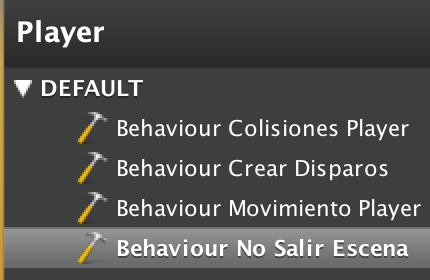 Player
DEFAULT
Behaviour Colisiones Player
Behaviour Crear Disparos
Behaviour Movimiento Player
Behaviour No Salir Escena